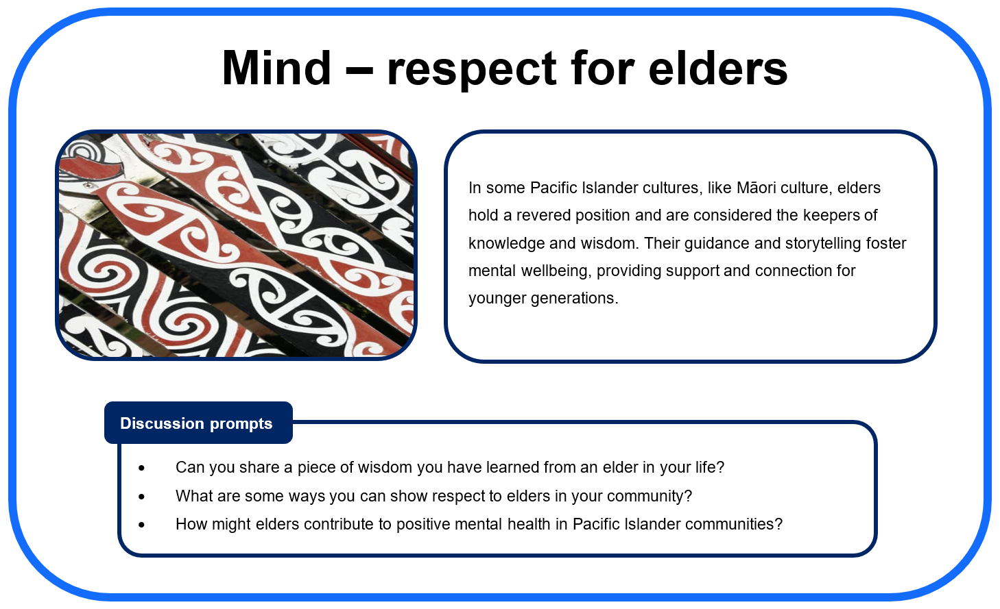 Mind – respect for elders
In some Pacific Islander cultures, like Māori culture, elders
hold a revered position and are considered the keepers of
knowledge and wisdom. Their guidance and storytelling foster
mental wellbeing, providing support and connection for
younger generations.
Discussion prompts
• Can you share a piece of wisdom you have learned from an elder in your life?
• What are some ways you can show respect to elders in your community?
• How might elders contribute to positive mental health in Pacific Islander communities?